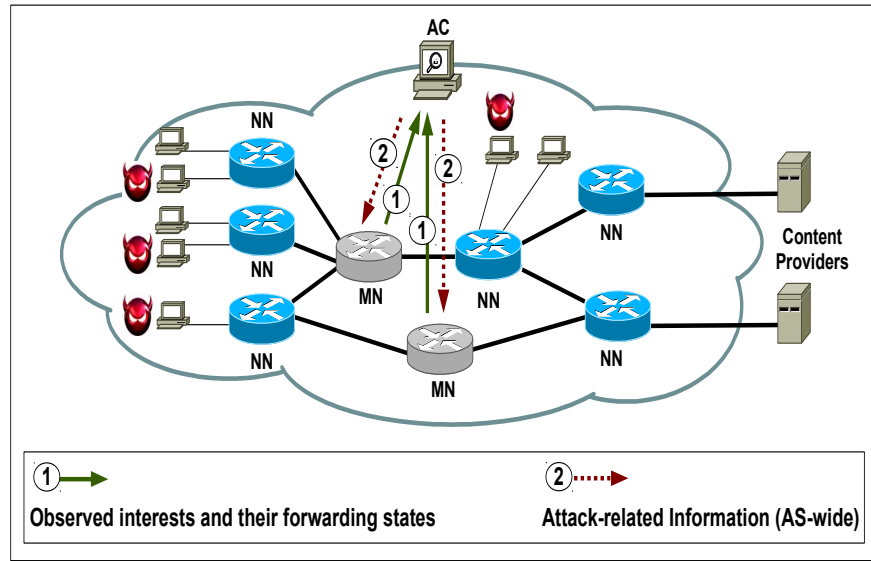 AC
NN
2
2
1
1
NN
NN
MN
NN
NN
Content
Providers
NN
MN
NN
1
2
Observed interests and their forwarding states
Attack-related Information (AS-wide)